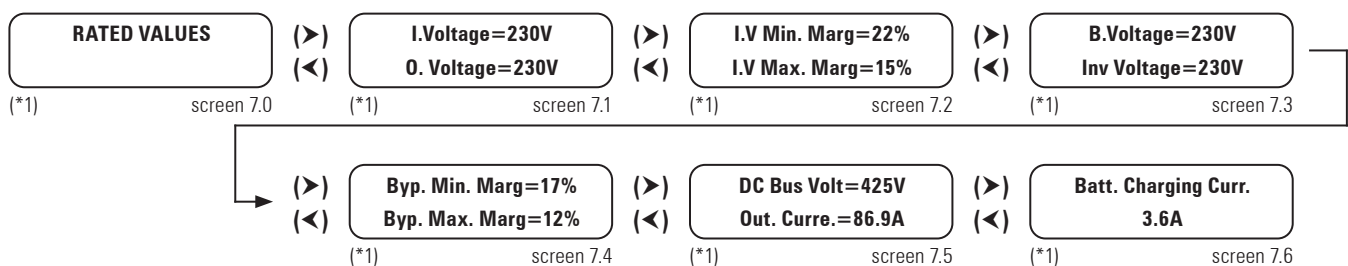 RATED VALUES
(*1) screen 7.0
(➤)
(⮜)
I.Voltage=230V
O. Voltage=230V
(*1) screen 7.1
(➤)
(⮜)
I.V Min. Marg=22%
I.V Max. Marg=15%
(*1) screen 7.2
(➤)
(⮜)
B.Voltage=230V
Inv Voltage=230V
(*1) screen 7.3
(➤)
(⮜)
Byp. Min. Marg=17%
Byp. Max. Marg=12%
(*1) screen 7.4
(➤)
(⮜)
DC Bus Volt=425V
Out. Curre.=86.9A
(*1) screen 7.5
(➤)
(⮜)
Batt. Charging Curr.
3.6A
(*1) screen 7.6